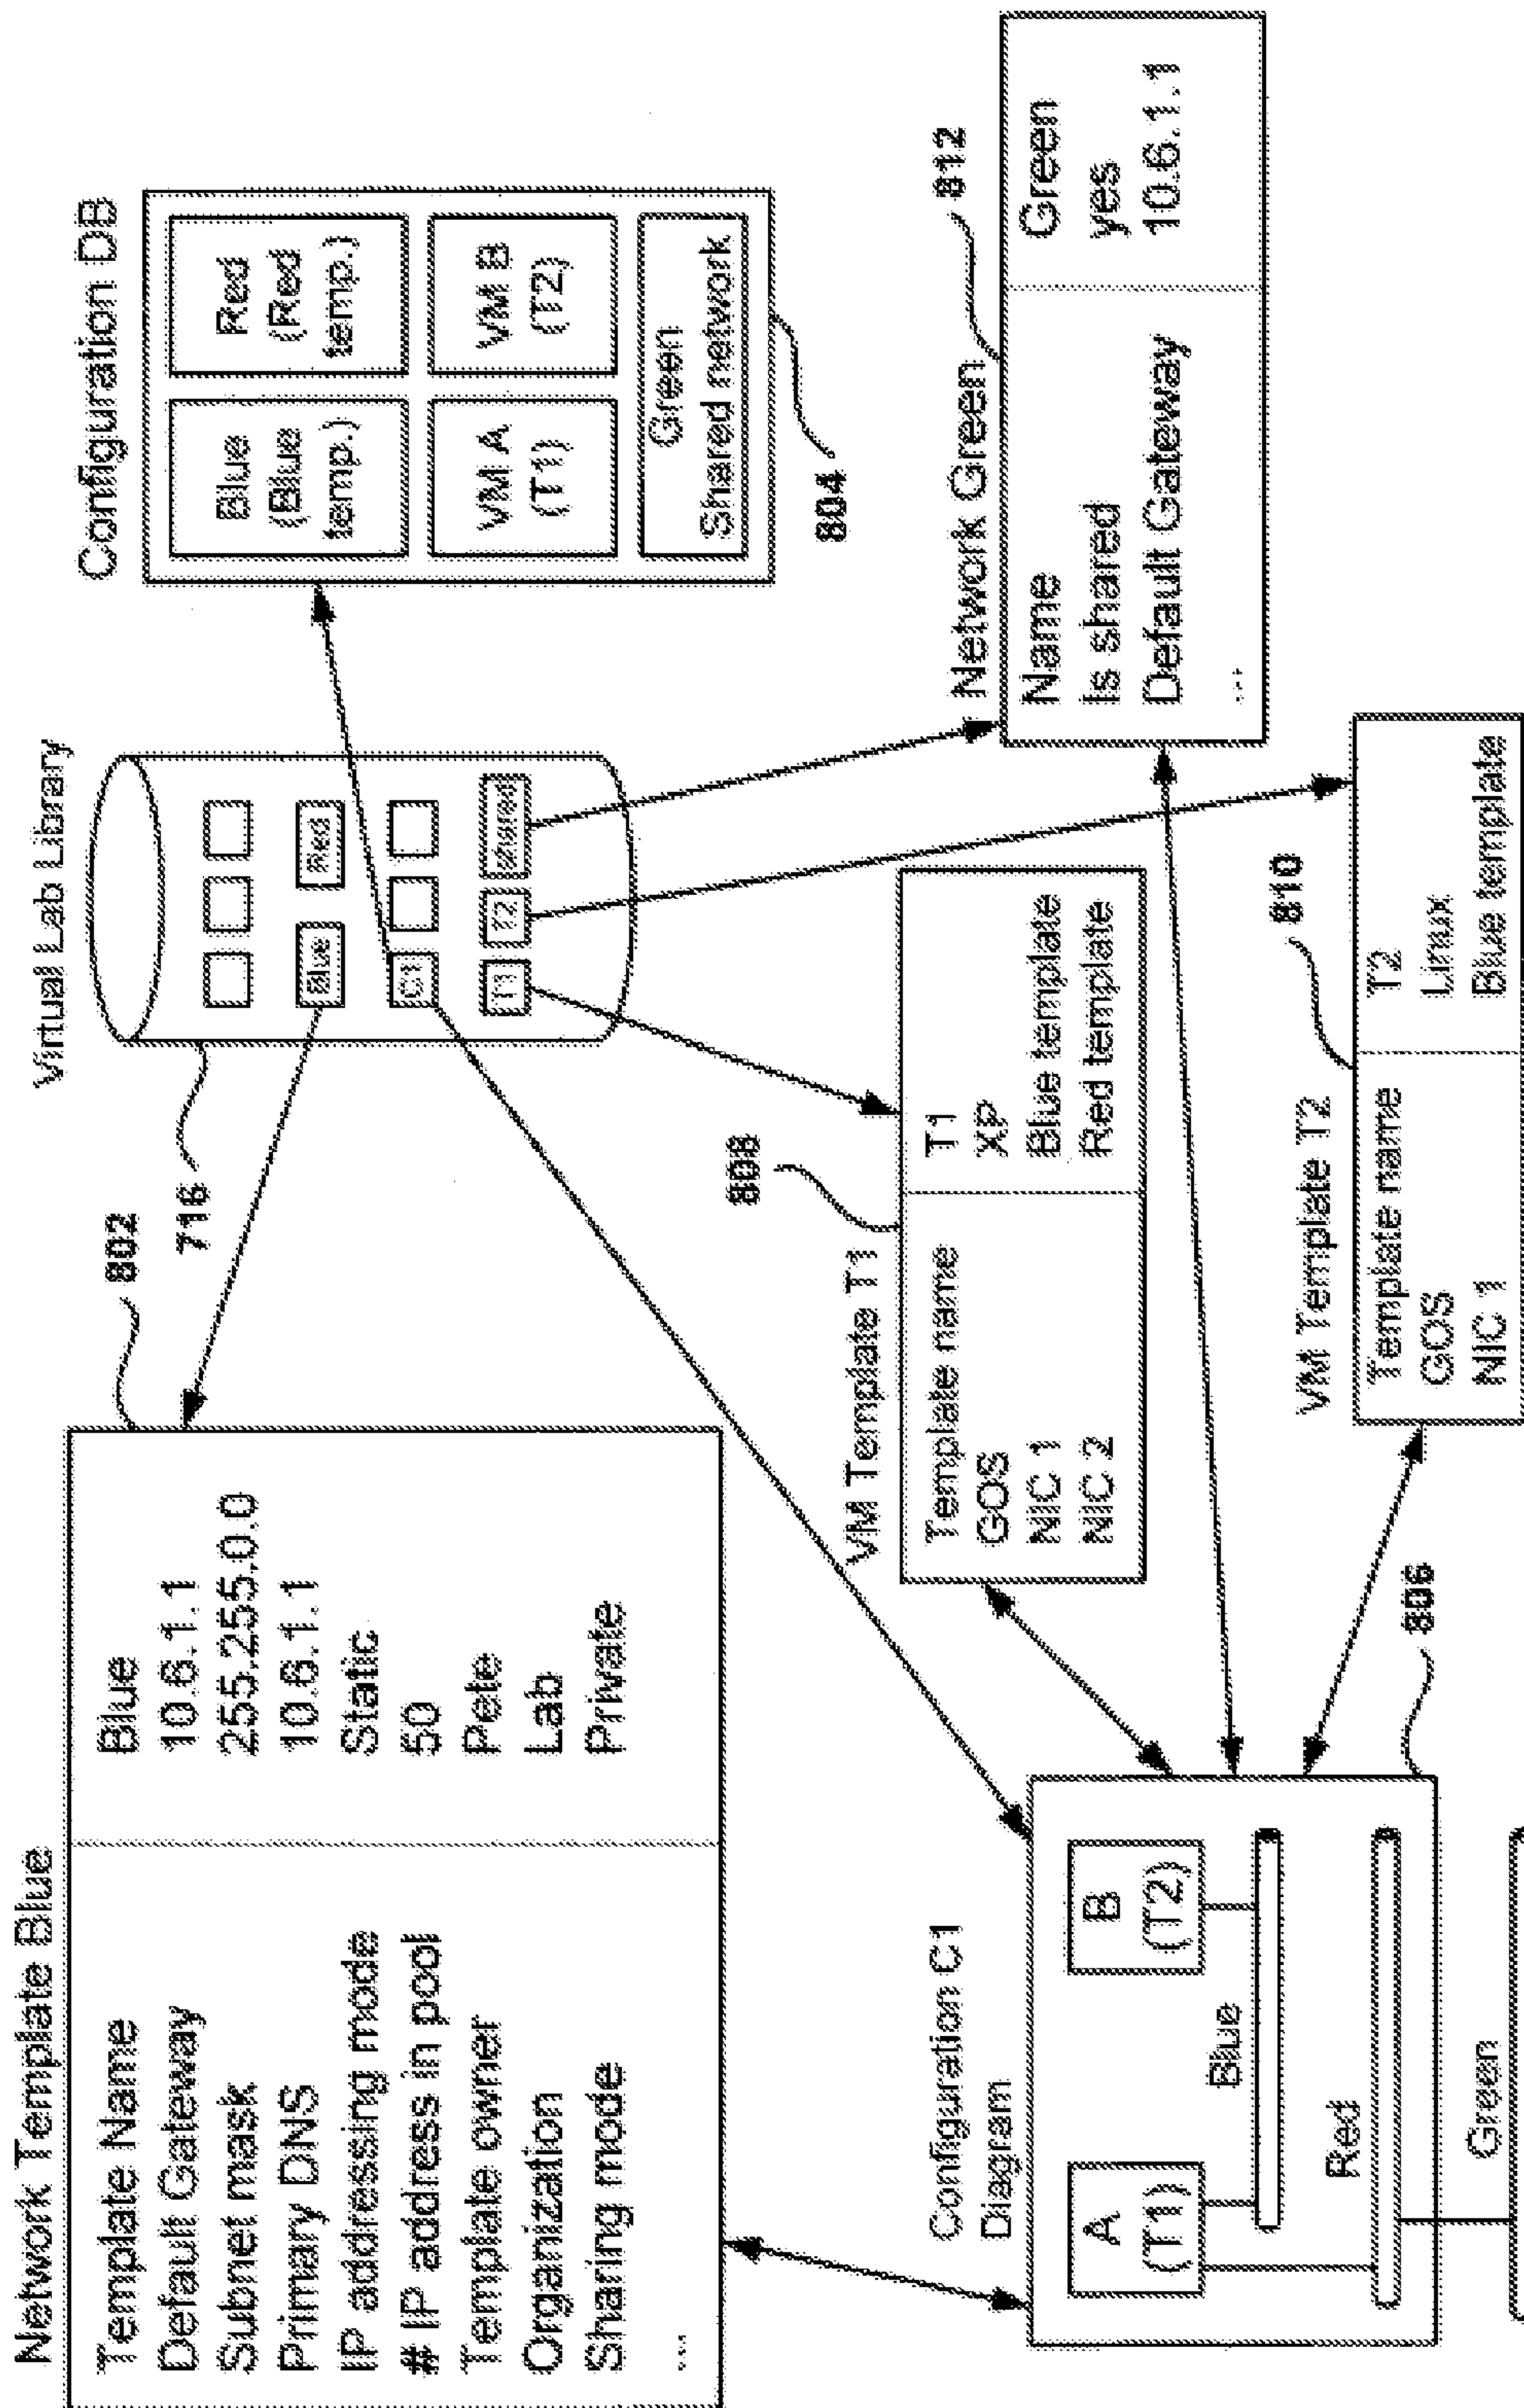 Network Template Blue
Template Name Blue
Default Gateway 10.6.1.1
Subnet mask 255.255.0.0
Primary DNS 10.6.1.1
IP addressing mode Static
# IP address in pool 50
Template owner Pete
Organization Lab
Sharing mode Private
...
802
Virtual Lab Library
716
Blue
Red
C1
T1
T2
shared
Configuration DB
Blue
(Blue
temp.)
Red
(Red
temp.)
VM A
(T1)
VM B
(T2)
Green
Shared network
804
VM Template T1
808
Template name T1
GOS XP
NIC 1 Blue template
NIC 2 Red template
Network Green
812
Name Green
Is shared yes
Default Gateway 10.6.1.1
...
Configuration C1
Diagram
A
(T1)
B
(T2)
Blue
Red
Green
806
VM Template T2
810
Template name T2
GOS Linux
NIC 1 Blue template